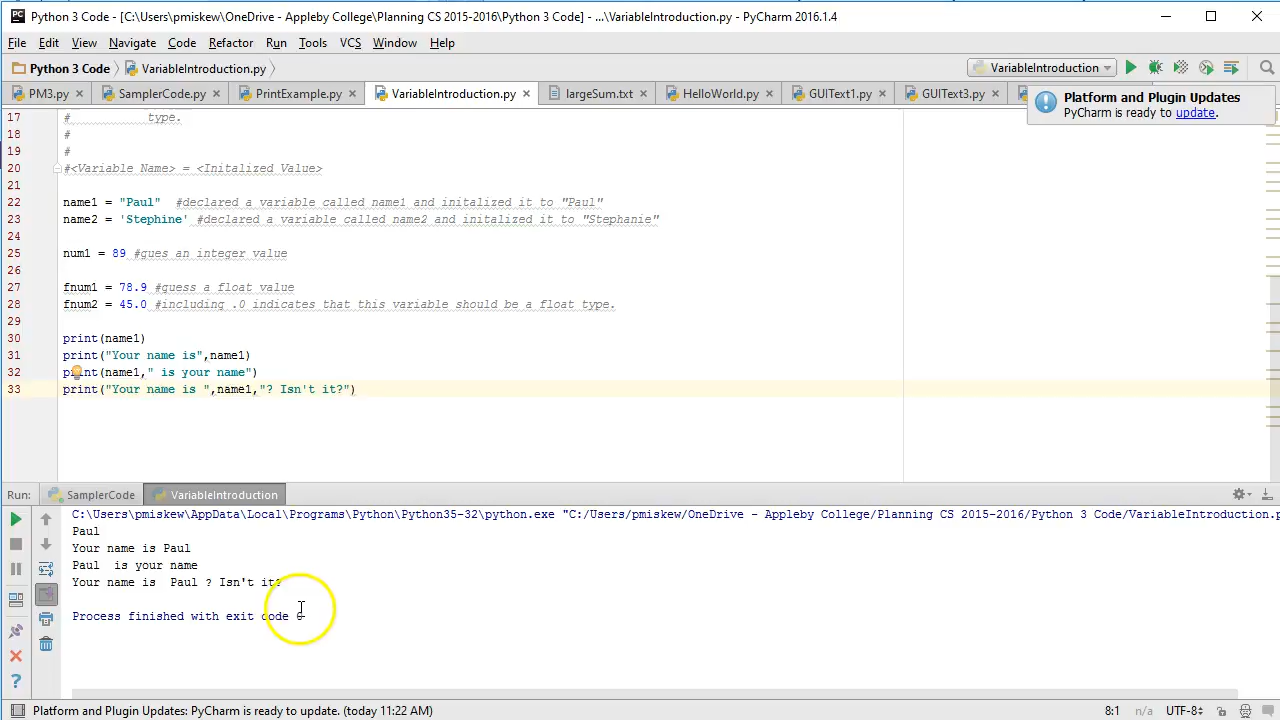 Python 3 Code - [C:\Users\pmiskew\OneDrive - Appleby College\Planning CS 2015-2016\Python 3 Code] - ...\VariableIntroduction.py - PyCharm 2016.1.4
File Edit View Navigate Code Refactor Run Tools VCS Window Help
Python 3 Code VariableIntroduction.py VariableIntroduction
PM3.py SamplerCode.py PrintExample.py VariableIntroduction.py largeSum.txt HelloWorld.py GUIText1.py GUIText3.py
Platform and Plugin Updates
PyCharm is ready to update.
17 # type.
18 #
19 #
20 #<Variable Name> = <Initalized Value>
21
22 name1 = "Paul" #declared a variable called name1 and initalized it to "Paul"
23 name2 = 'Stephine' #declared a variable called name2 and initalized it to "Stephanie"
24
25 num1 = 89 #gues an integer value
26
27 fnum1 = 78.9 #guess a float value
28 fnum2 = 45.0 #including .0 indicates that this variable should be a float type.
29
30 print(name1)
31 print("Your name is",name1)
32 print(name1," is your name")
33 print("Your name is ",name1,"? Isn't it?")
Run: SamplerCode VariableIntroduction
C:\Users\pmiskew\AppData\Local\Programs\Python\Python35-32\python.exe "C:/Users/pmiskew/OneDrive - Appleby College/Planning CS 2015-2016/Python 3 Code/VariableIntroduction.p
Paul
Your name is Paul
Paul  is your name
Your name is  Paul ? Isn't it?
Process finished with exit code 0
Platform and Plugin Updates: PyCharm is ready to update. (today 11:22 AM) 8:1 n/a UTF-8